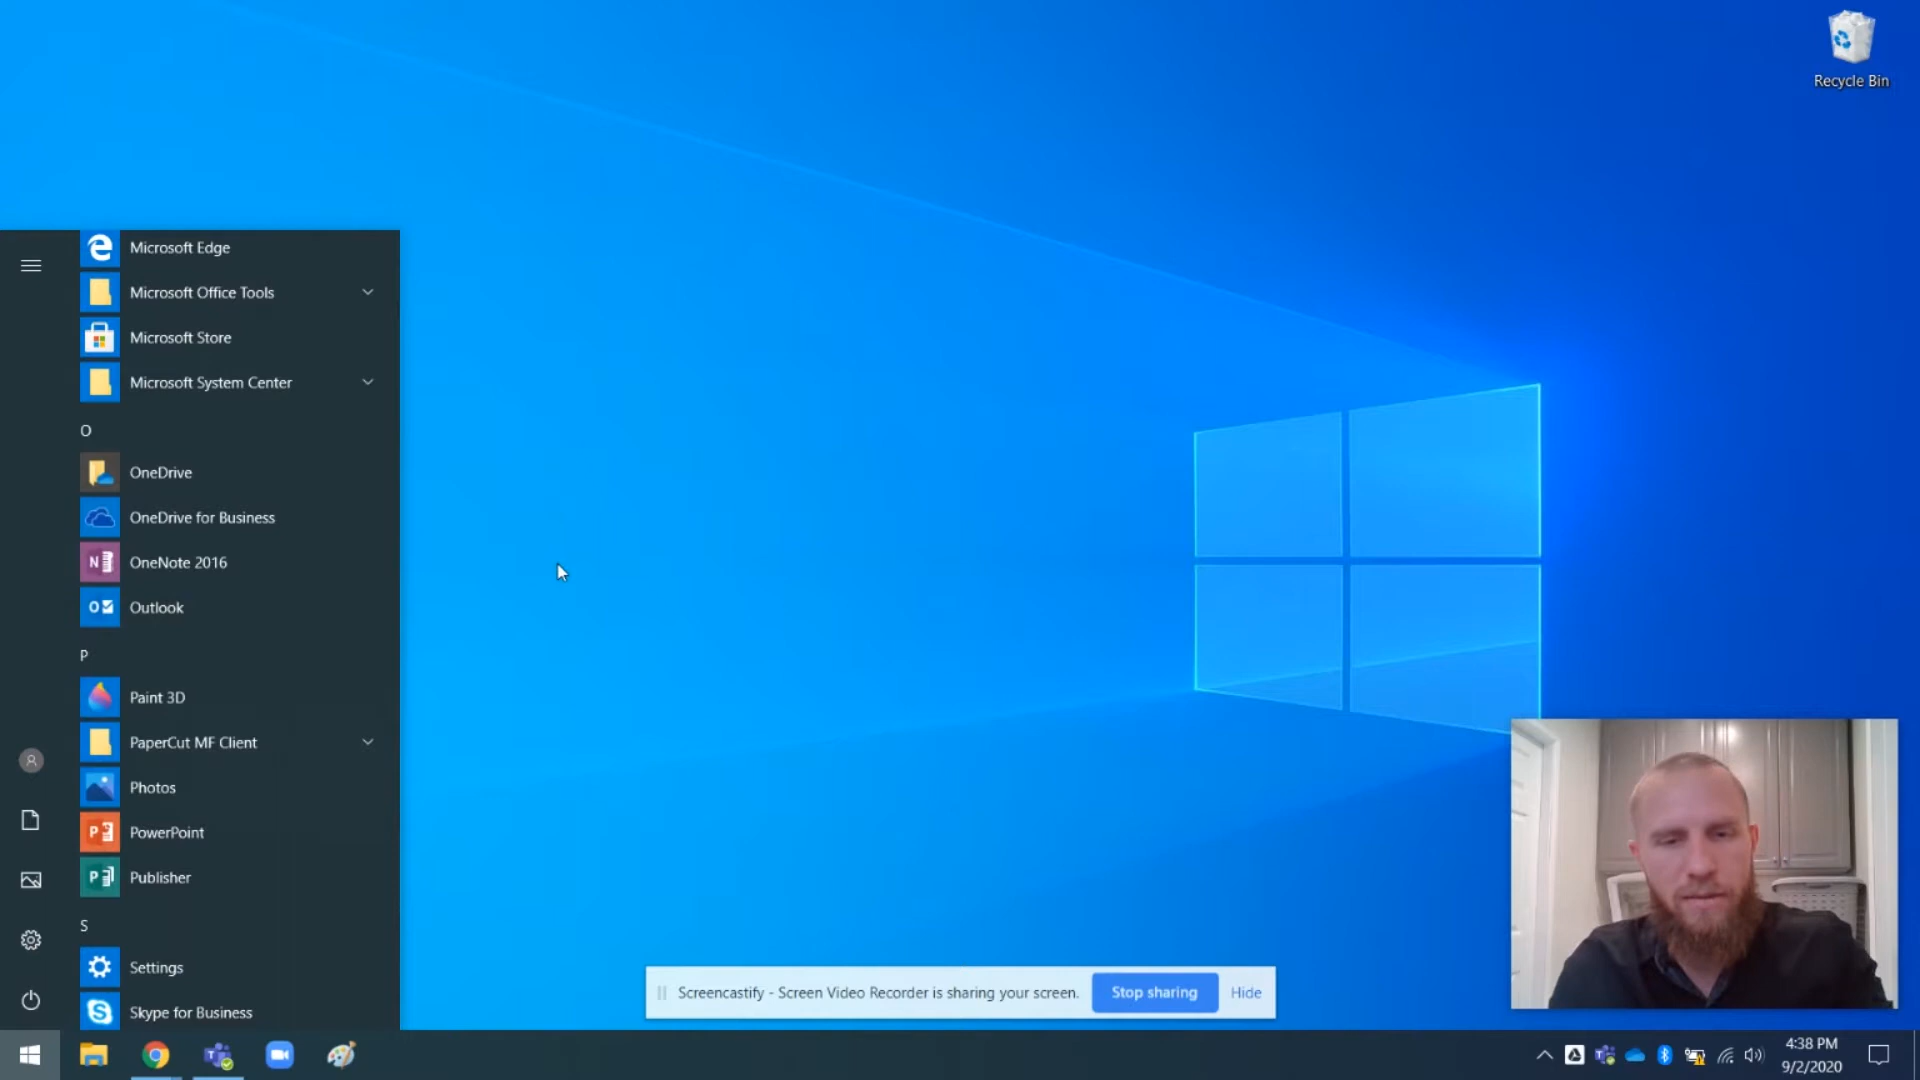 Recycle Bin
Microsoft Edge
Microsoft Office Tools
Microsoft Store
Microsoft System Center
O
OneDrive
OneDrive for Business
OneNote 2016
Outlook
P
Paint 3D
PaperCut MF Client
Photos
PowerPoint
Publisher
S
Settings
Skype for Business
Screencastify - Screen Video Recorder is sharing your screen. Stop sharing Hide
4:38 PM
9/2/2020